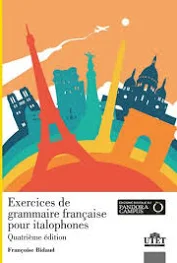 Exercices de
grammaire française
pour italophones
Quatrième édition
Françoise Bidaud
PANDORA
CAMPUS
UTET